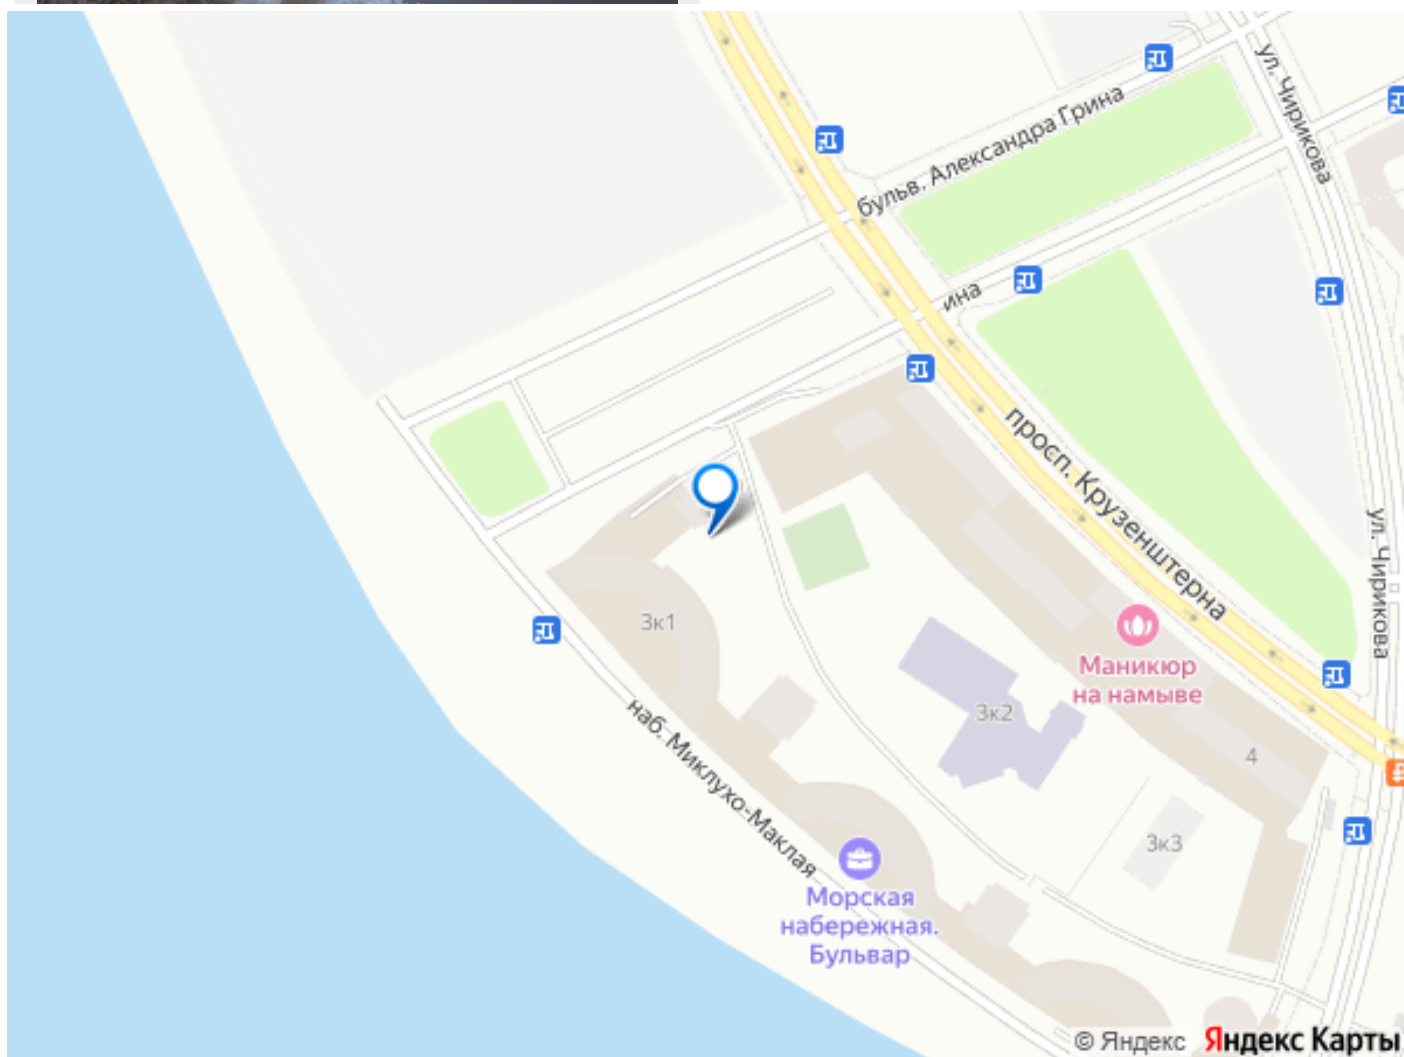 ул. Чирикова
бульв. Александра Грина
ина
просп. Крузенштерна
ул. Чирикова
3к1
Маникюр
на намыве
3к2
наб. Миклухо-Маклая
4
3к3
Морская
набережная.
Бульвар
© Яндекс Яндекс Карты